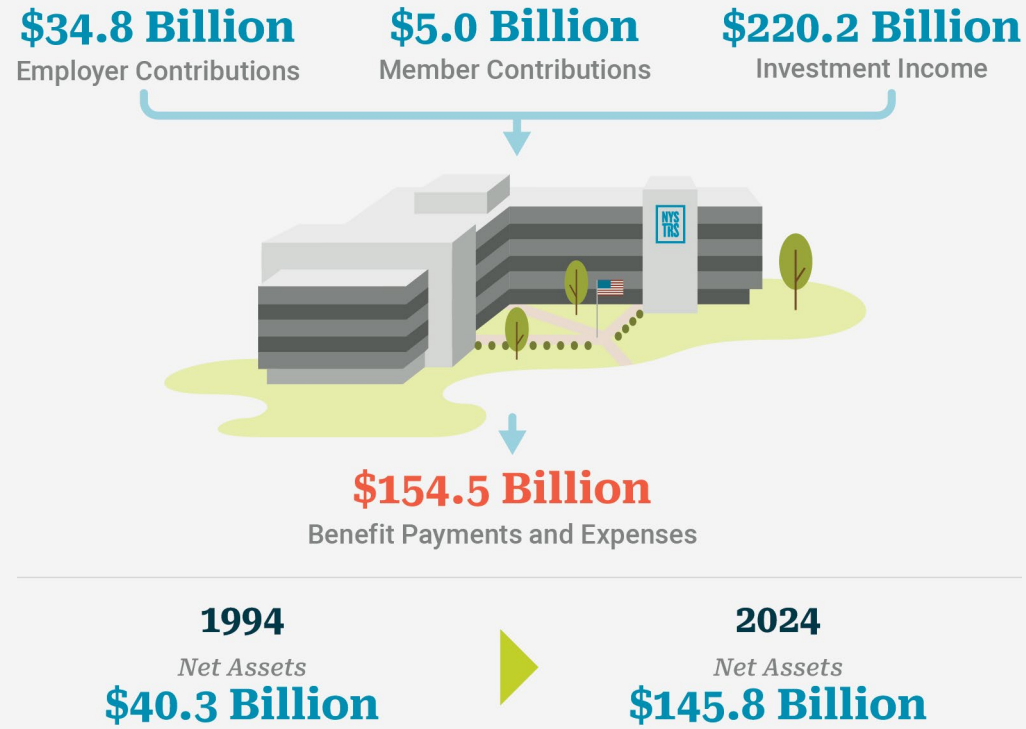 $34.8 Billion
Employer Contributions
$5.0 Billion
Member Contributions
$220.2 Billion
Investment Income
NYS
TRS
$154.5 Billion
Benefit Payments and Expenses
1994
Net Assets
$40.3 Billion
2024
Net Assets
$145.8 Billion